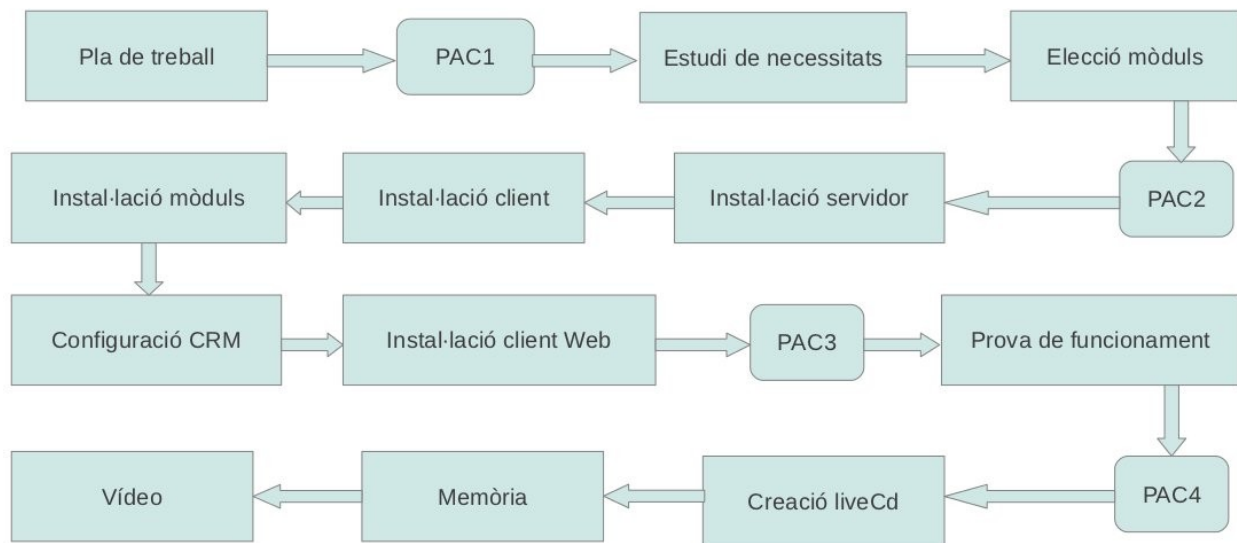 Pla de treball
PAC1
Estudi de necessitats
Elecció mòduls
PAC2
Instal·lació servidor
Instal·lació client
Instal·lació mòduls
Configuració CRM
Instal·lació client Web
PAC3
Prova de funcionament
PAC4
Creació liveCd
Memòria
Vídeo